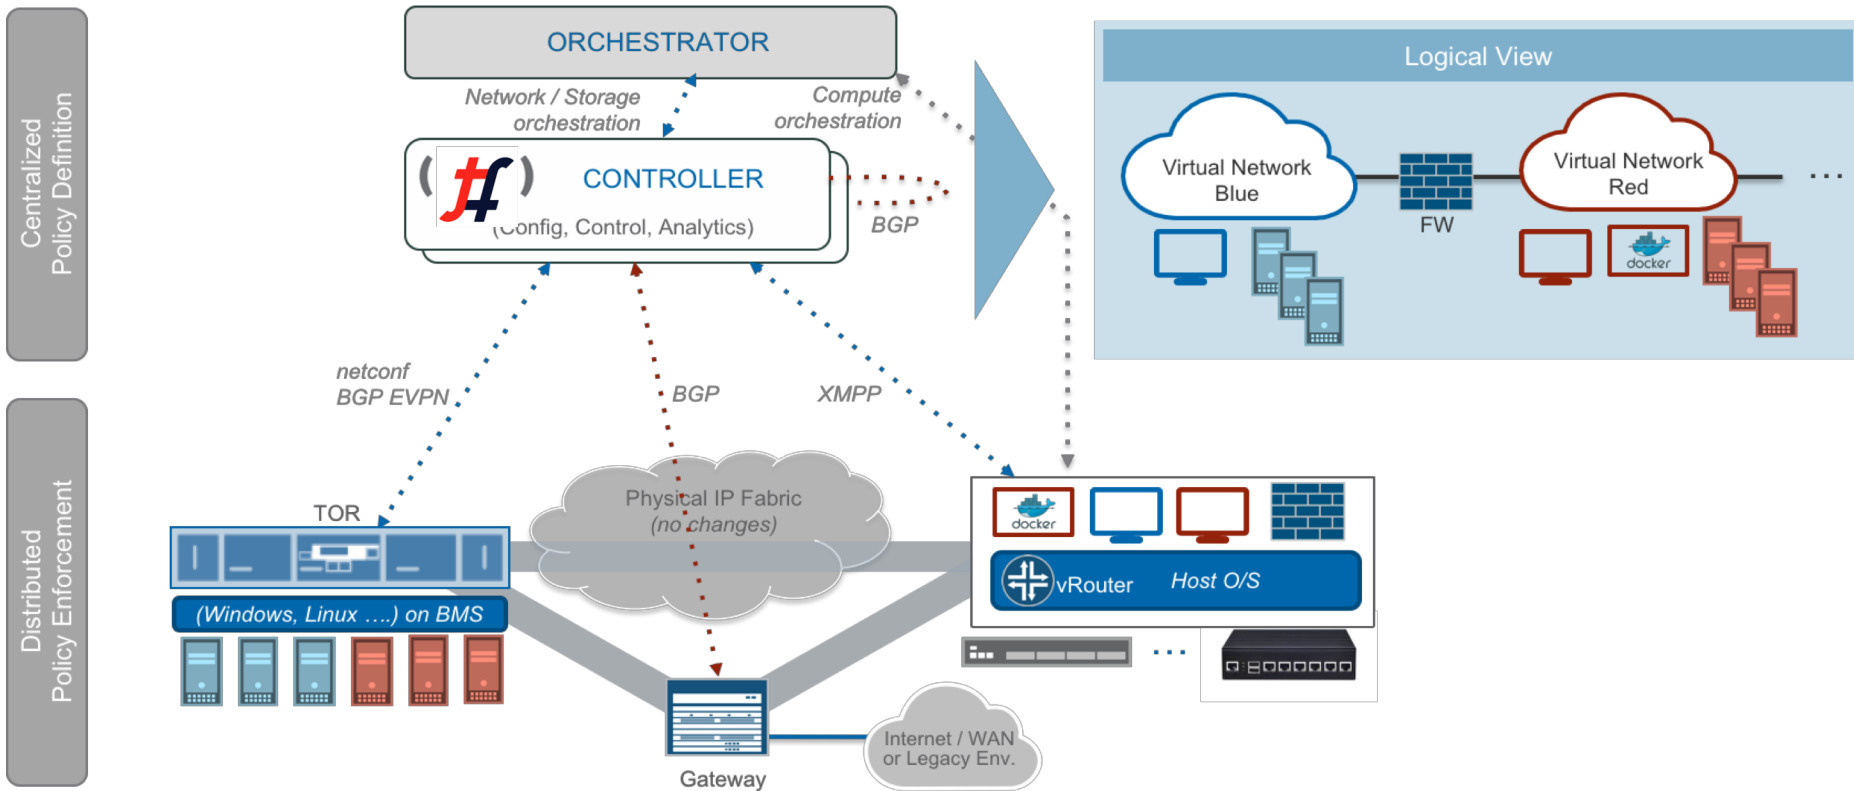 Centralized
Policy Definition
ORCHESTRATOR
Network / Storage
orchestration
Compute
orchestration
CONTROLLER
(Config, Control, Analytics)
BGP
Logical View
Virtual Network
Blue
FW
Virtual Network
Red
...
docker
netconf
BGP EVPN
BGP
XMPP
Distributed
Policy Enforcement
TOR
(Windows, Linux ....) on BMS
Physical IP Fabric
(no changes)
docker
vRouter
Host O/S
...
Gateway
Internet / WAN
or Legacy Env.